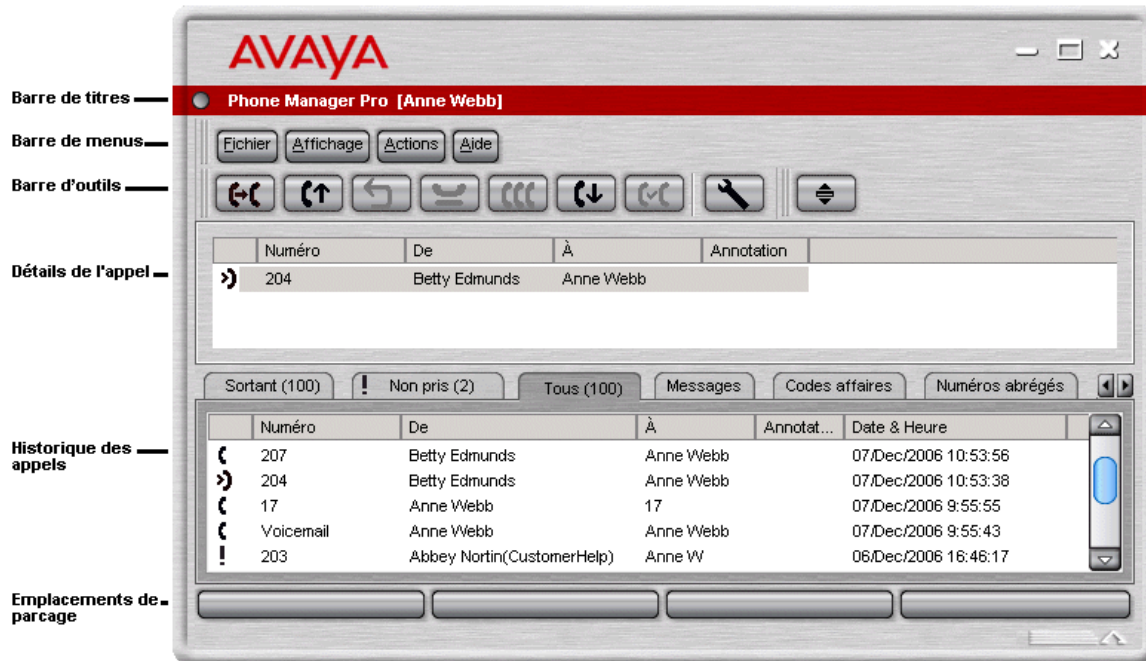 AVAYA
Barre de titres
Phone Manager Pro [Anne Webb]
Barre de menus
Fichier Affichage Actions Aide
Barre d'outils
Détails de l'appel
Numéro De À Annotation
204 Betty Edmunds Anne Webb
Sortant (100) ! Non pris (2) Tous (100) Messages Codes affaires Numéros abrégés
Historique des
appels
Numéro De À Annotat... Date & Heure
207 Betty Edmunds Anne Webb 07/Dec/2006 10:53:56
204 Betty Edmunds Anne Webb 07/Dec/2006 10:53:38
17 Anne Webb 17 07/Dec/2006 9:55:55
Voicemail Anne Webb Anne Webb 07/Dec/2006 9:55:43
! 203 Abbey Nortin(CustomerHelp) Anne W 06/Dec/2006 16:46:17
Emplacements de
parcage